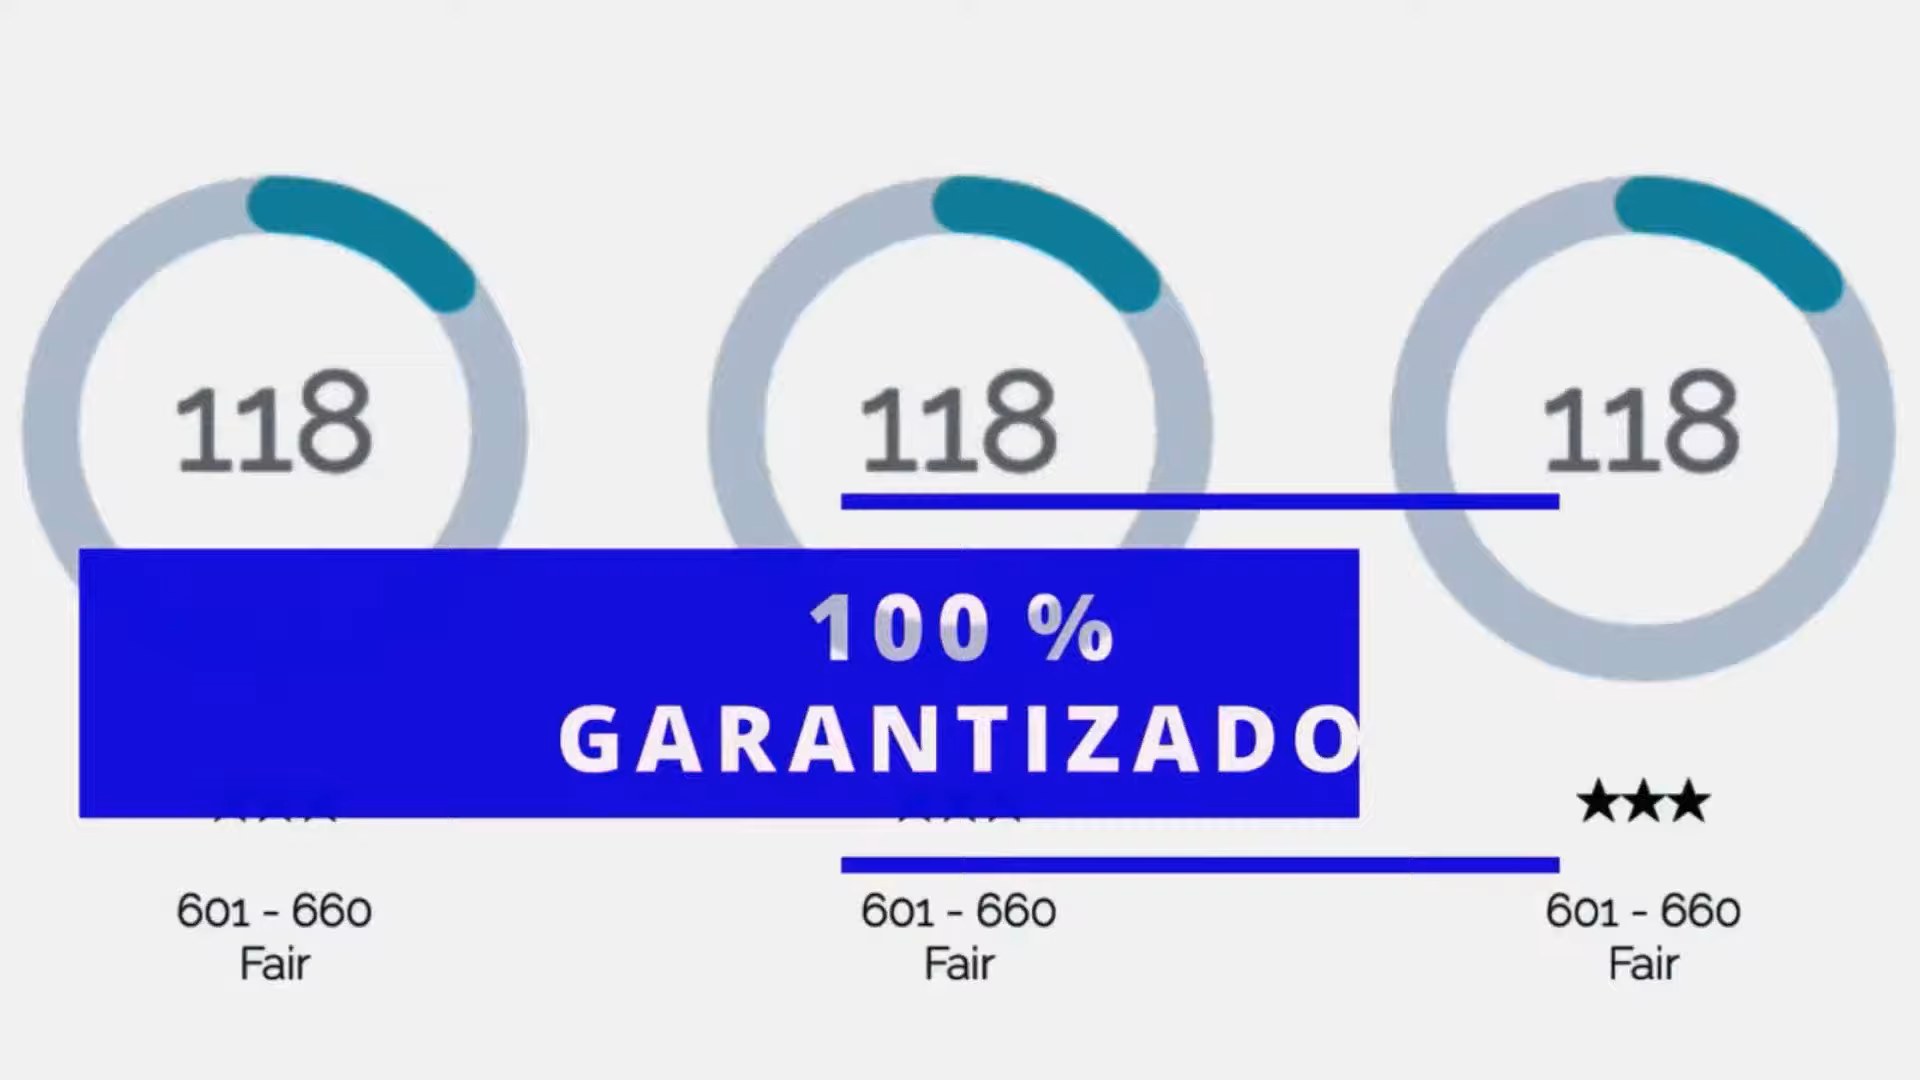 118 118 118
100 %
GARANTIZADO
★★★
601 - 660 601 - 660 601 - 660
Fair Fair Fair